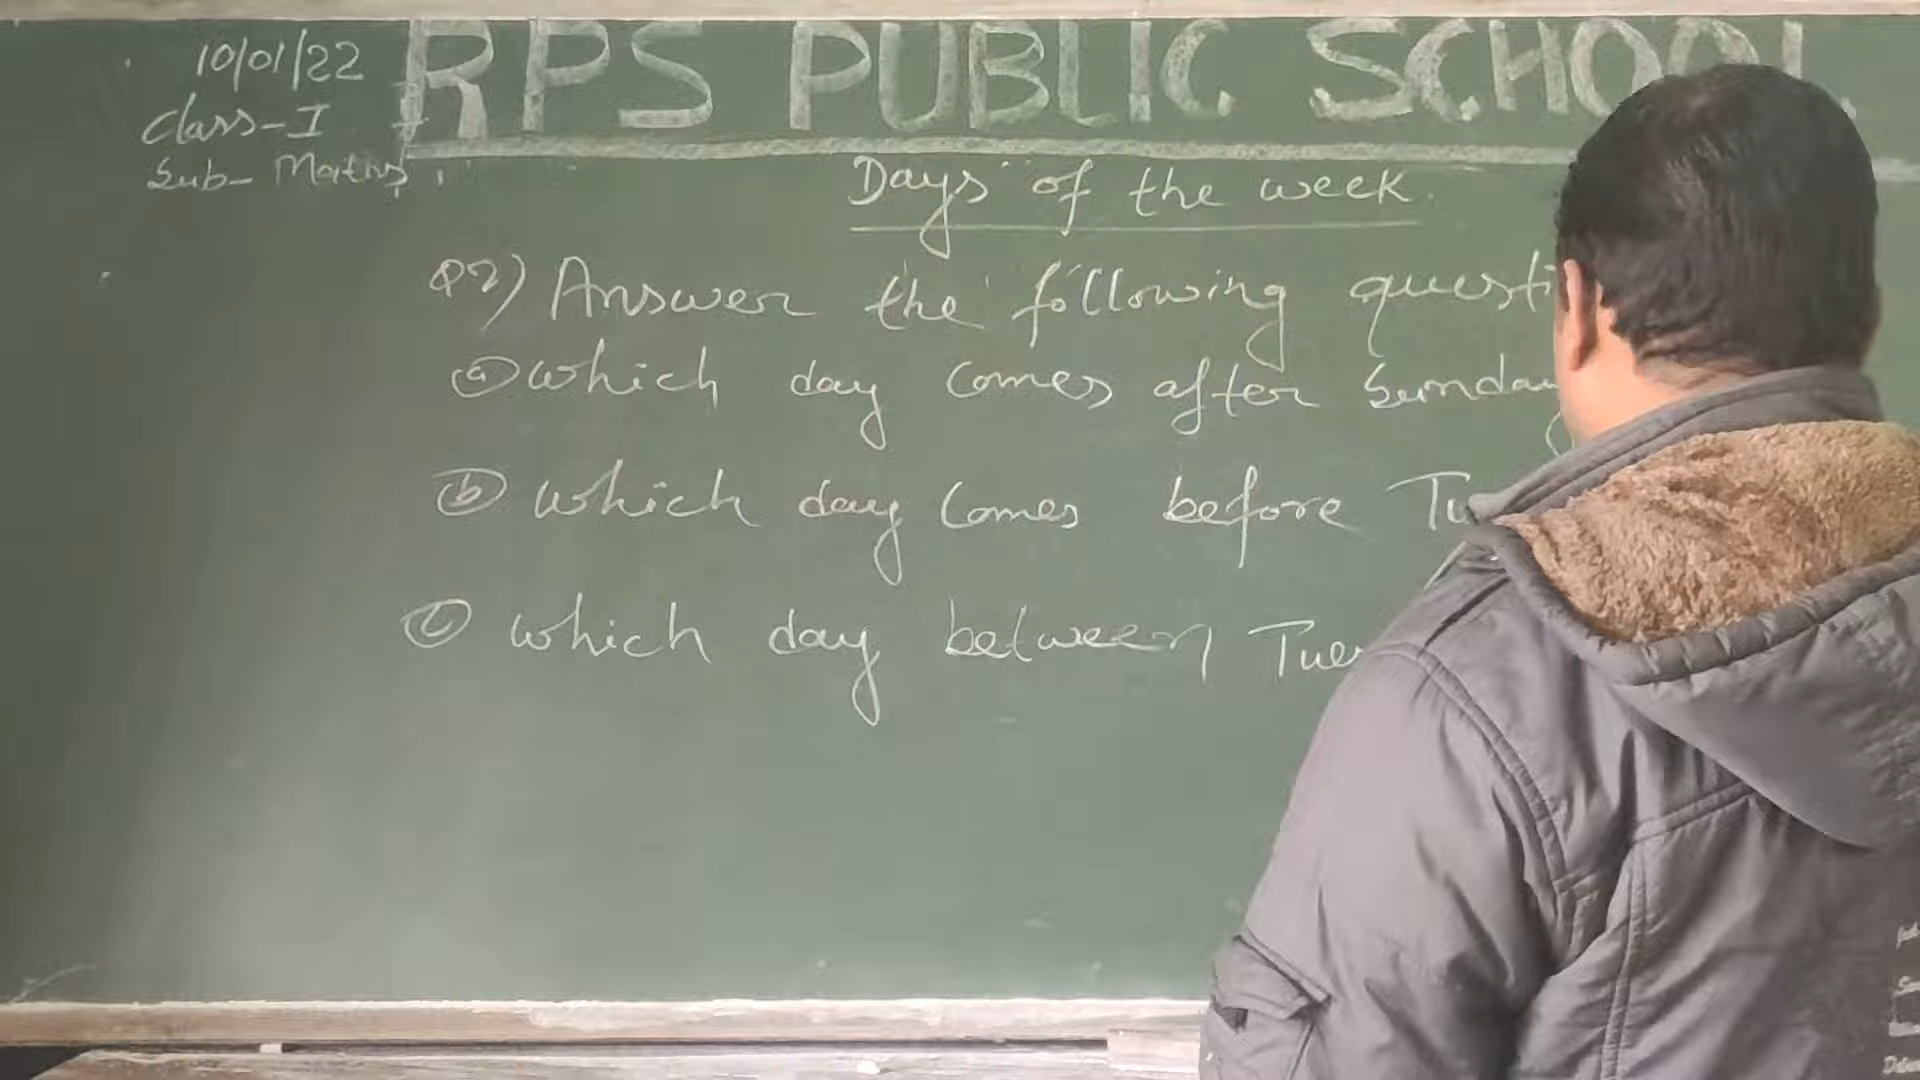 RPS PUBLIC SCHOOL
10/01/22
Class-I
Sub- Maths
Days of the week.
Q2) Answer the following questi
(a) which day comes after Sunday
(b) which day comes before Tu
(c) which day between Tues